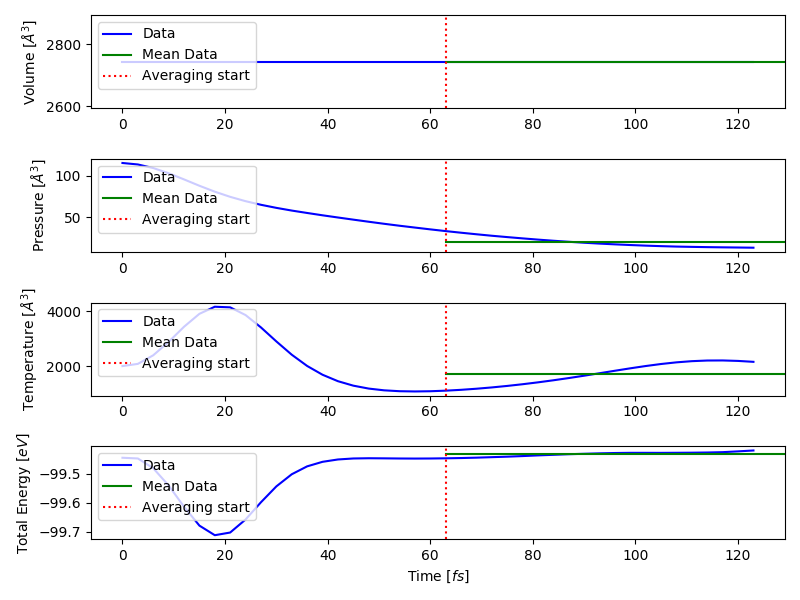 Volume [Å³]
2800
2600
Data
Mean Data
Averaging start
0 20 40 60 80 100 120
Pressure [Å³]
100
50
Data
Mean Data
Averaging start
0 20 40 60 80 100 120
Temperature [Å³]
4000
2000
Data
Mean Data
Averaging start
0 20 40 60 80 100 120
Total Energy [eV]
−99.5
−99.6
−99.7
Data
Mean Data
Averaging start
0 20 40 60 80 100 120
Time [fs]